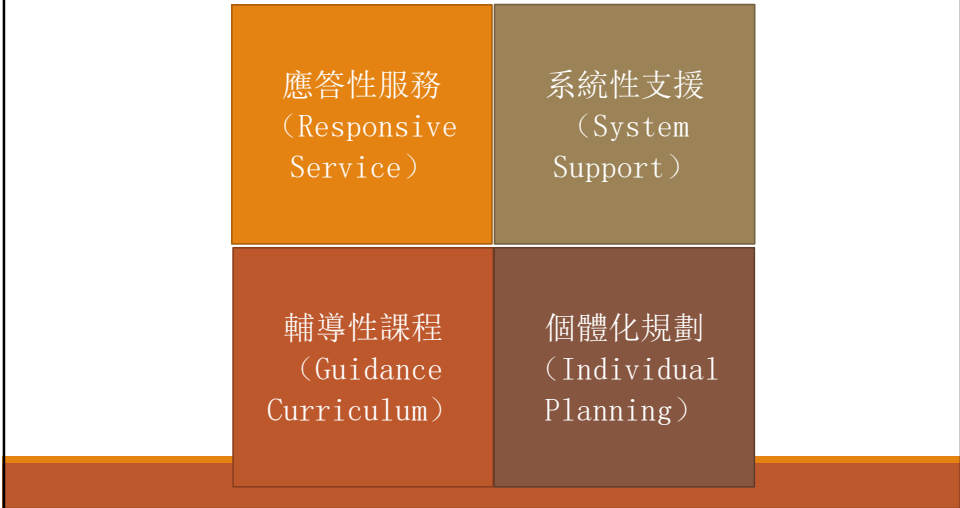 應答性服務
（Responsive
Service）
系統性支援
（System
Support）
輔導性課程
（Guidance
Curriculum）
個體化規劃
（Individual
Planning）